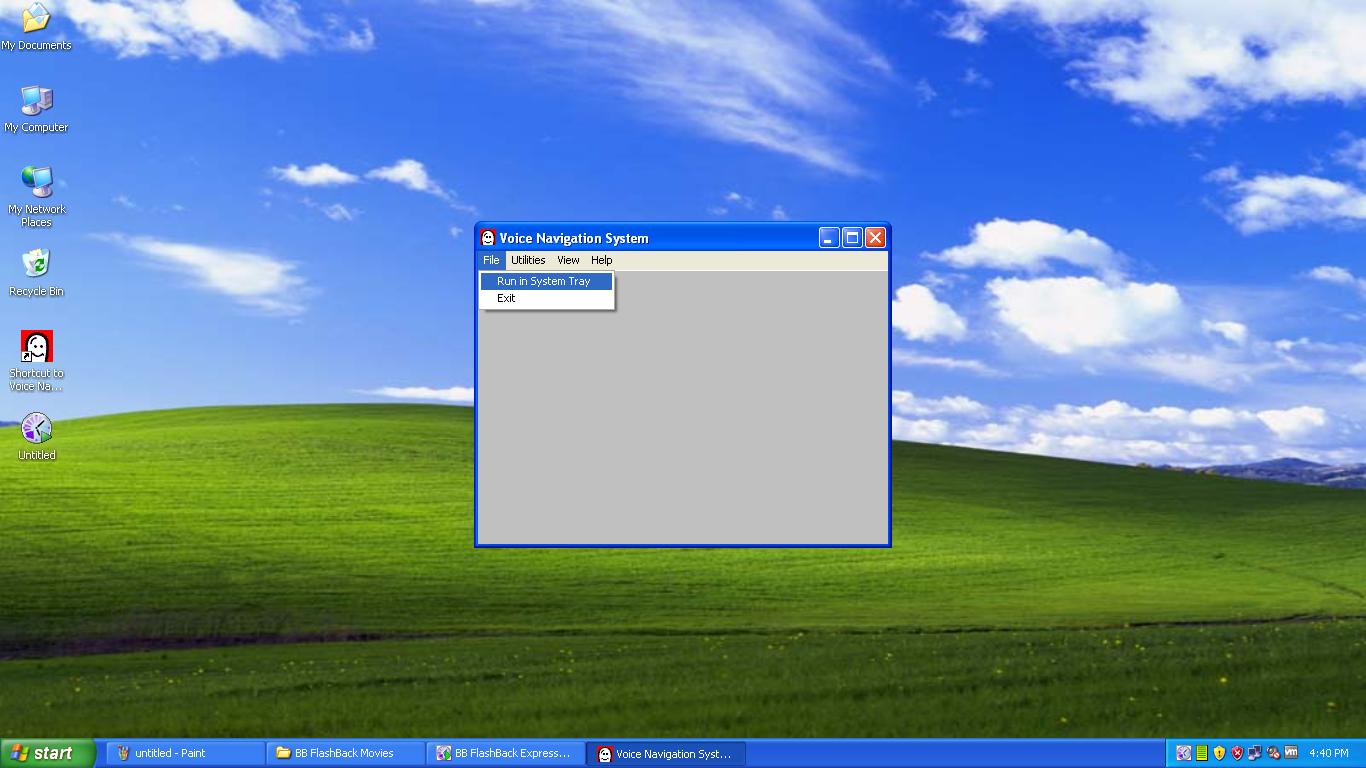 My Documents
My Computer
My Network
Places
Recycle Bin
Shortcut to
Voice Na...
Untitled
Voice Navigation System
File Utilities View Help
Run in System Tray
Exit
start
untitled - Paint
BB FlashBack Movies
BB FlashBack Express...
Voice Navigation Syst...
vm
4:40 PM